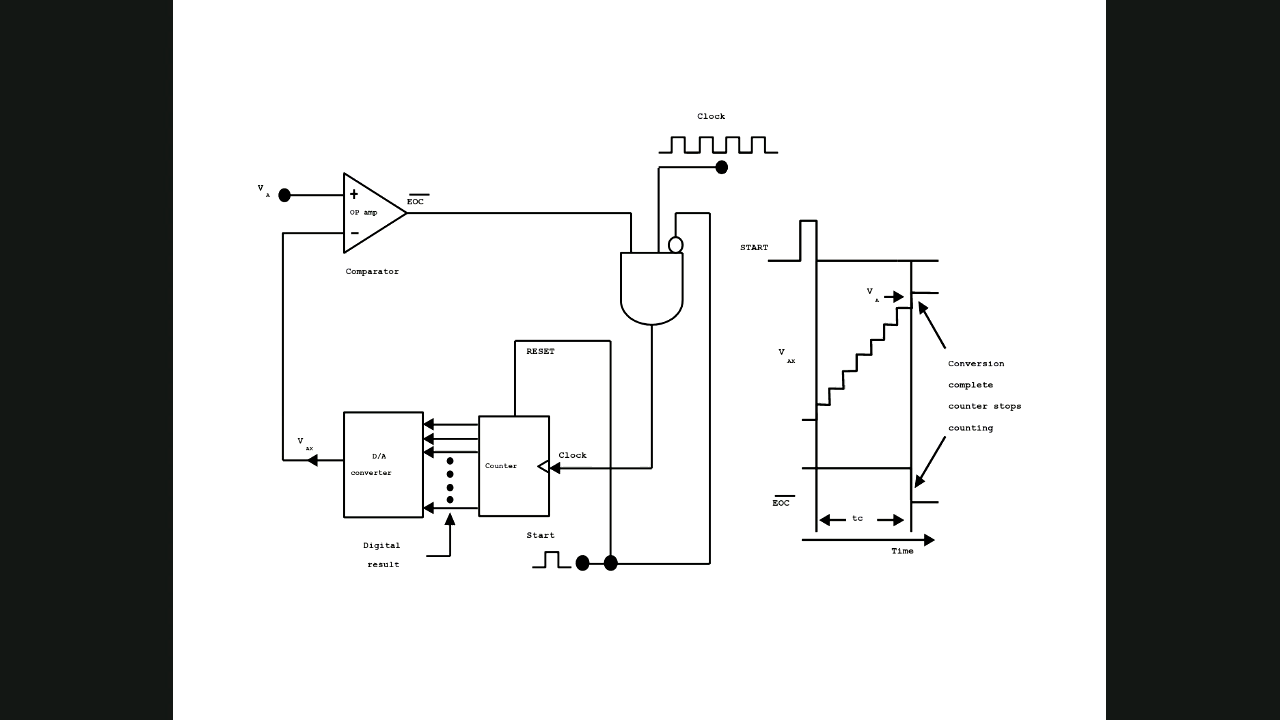 Clock
V A
+
EOC
OP amp
−
Comparator
RESET
V AX
D/A
converter
Counter
Clock
Start
Digital
result
START
V A
V AX
Conversion
complete
counter stops
counting
EOC
tc
Time